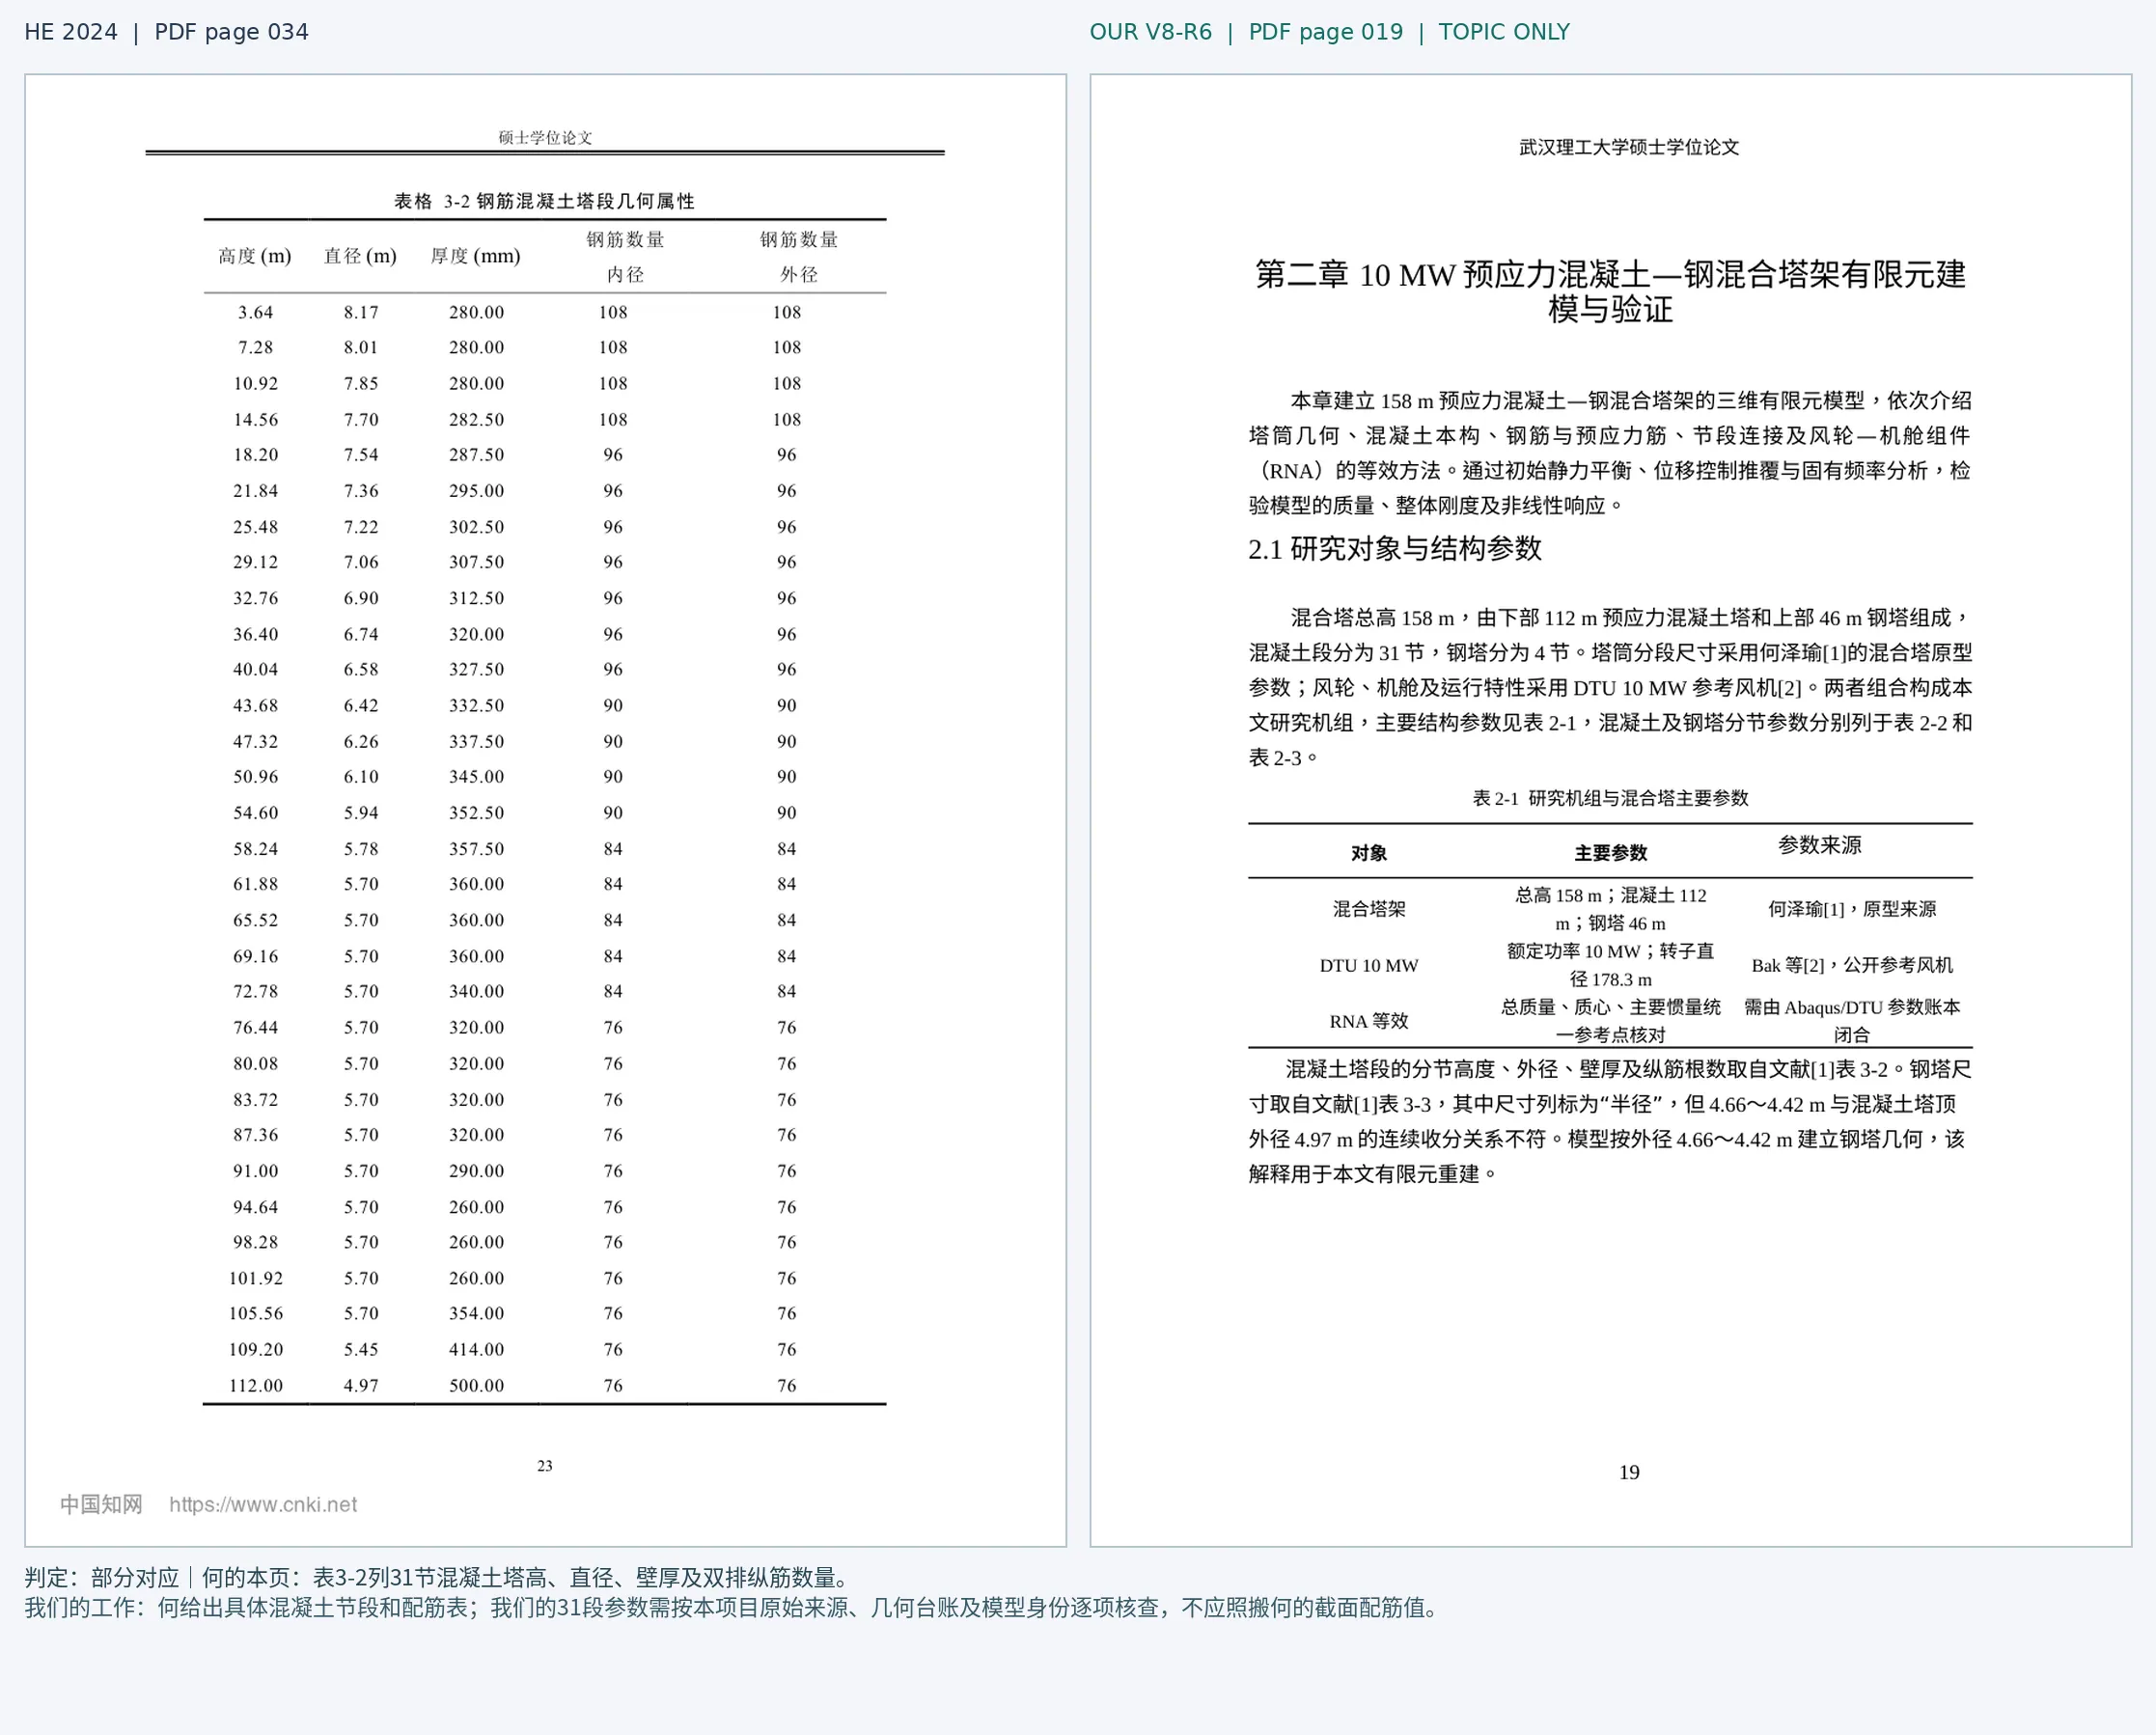 HE 2024 | PDF page 034
硕士学位论文
表格 3-2 钢筋混凝土塔段几何属性
高度 (m) 直径 (m) 厚度 (mm) 钢筋数量 内径 钢筋数量 外径
3.64 8.17 280.00 108 108
7.28 8.01 280.00 108 108
10.92 7.85 280.00 108 108
14.56 7.70 282.50 108 108
18.20 7.54 287.50 96 96
21.84 7.36 295.00 96 96
25.48 7.22 302.50 96 96
29.12 7.06 307.50 96 96
32.76 6.90 312.50 96 96
36.40 6.74 320.00 96 96
40.04 6.58 327.50 96 96
43.68 6.42 332.50 90 90
47.32 6.26 337.50 90 90
50.96 6.10 345.00 90 90
54.60 5.94 352.50 90 90
58.24 5.78 357.50 84 84
61.88 5.70 360.00 84 84
65.52 5.70 360.00 84 84
69.16 5.70 360.00 84 84
72.78 5.70 340.00 84 84
76.44 5.70 320.00 76 76
80.08 5.70 320.00 76 76
83.72 5.70 320.00 76 76
87.36 5.70 320.00 76 76
91.00 5.70 290.00 76 76
94.64 5.70 260.00 76 76
98.28 5.70 260.00 76 76
101.92 5.70 260.00 76 76
105.56 5.70 354.00 76 76
109.20 5.45 414.00 76 76
112.00 4.97 500.00 76 76
23
中国知网 https://www.cnki.net
OUR V8-R6 | PDF page 019 | TOPIC ONLY
武汉理工大学硕士学位论文
第二章 10 MW 预应力混凝土—钢混合塔架有限元建
模与验证
本章建立 158 m 预应力混凝土—钢混合塔架的三维有限元模型，依次介绍
塔筒几何、混凝土本构、钢筋与预应力筋、节段连接及风轮—机舱组件
（RNA）的等效方法。通过初始静力平衡、位移控制推覆与固有频率分析，检
验模型的质量、整体刚度及非线性响应。
2.1 研究对象与结构参数
混合塔总高 158 m，由下部 112 m 预应力混凝土塔和上部 46 m 钢塔组成，
混凝土段分为 31 节，钢塔分为 4 节。塔筒分段尺寸采用何泽瑜[1]的混合塔原型
参数；风轮、机舱及运行特性采用 DTU 10 MW 参考风机[2]。两者组合构成本
文研究机组，主要结构参数见表 2-1，混凝土及钢塔分节参数分别列于表 2-2 和
表 2-3。
表 2-1 研究机组与混合塔主要参数
对象 主要参数 参数来源
混合塔架 总高 158 m；混凝土 112 m；钢塔 46 m 何泽瑜[1]，原型来源
DTU 10 MW 额定功率 10 MW；转子直径 178.3 m Bak 等[2]，公开参考风机
RNA 等效 总质量、质心、主要惯量统一参考点核对 需由 Abaqus/DTU 参数账本闭合
混凝土塔段的分节高度、外径、壁厚及纵筋根数取自文献[1]表 3-2。钢塔尺
寸取自文献[1]表 3-3，其中尺寸列标为“半径”，但 4.66～4.42 m 与混凝土塔顶
外径 4.97 m 的连续收分关系不符。模型按外径 4.66～4.42 m 建立钢塔几何，该
解释用于本文有限元重建。
19
判定：部分对应｜何的本页：表3-2列31节混凝土塔高、直径、壁厚及双排纵筋数量。
我们的工作：何给出具体混凝土节段和配筋表；我们的31段参数需按本项目原始来源、几何台账及模型身份逐项核查，不应照搬何的截面配筋值。